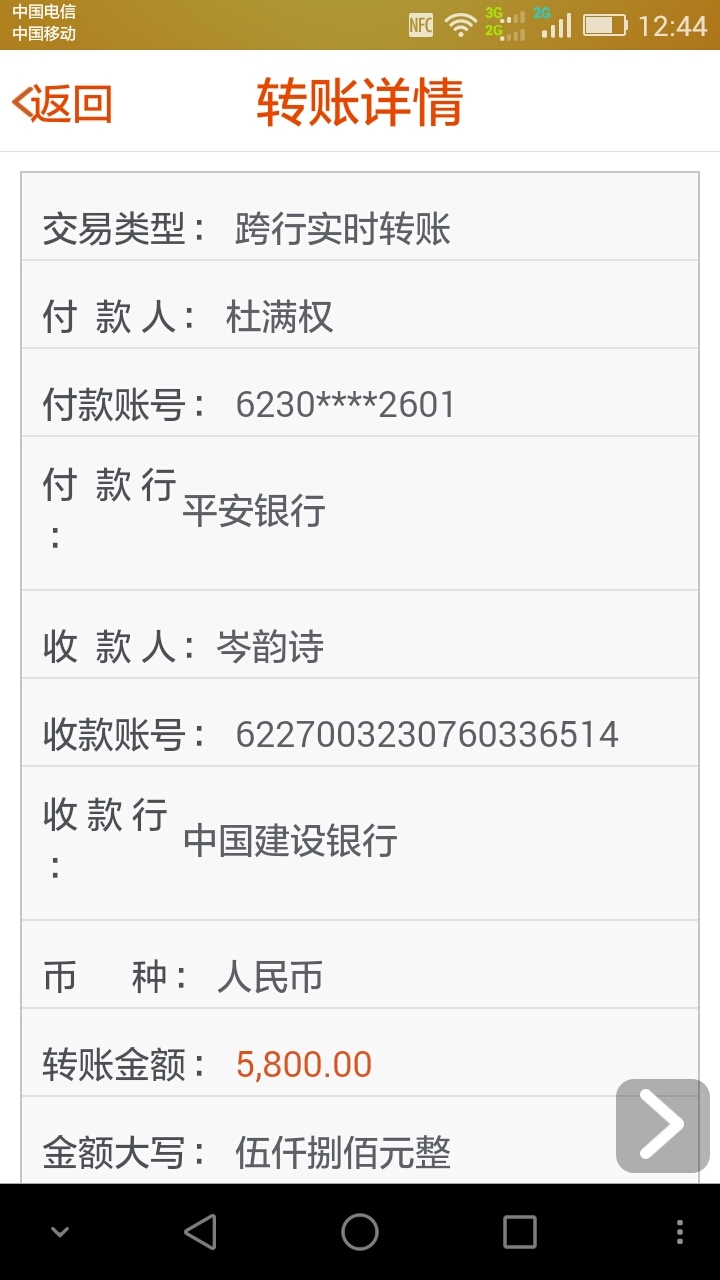 中国电信
中国移动
NFC 3G 2G 2G 12:44
返回 转账详情
交易类型： 跨行实时转账
付 款 人： 杜满权
付款账号： 6230****2601
付 款 行： 平安银行
收 款 人： 岑韵诗
收款账号： 6227003230760336514
收 款 行： 中国建设银行
币 种： 人民币
转账金额： 5,800.00
金额大写： 伍仟捌佰元整